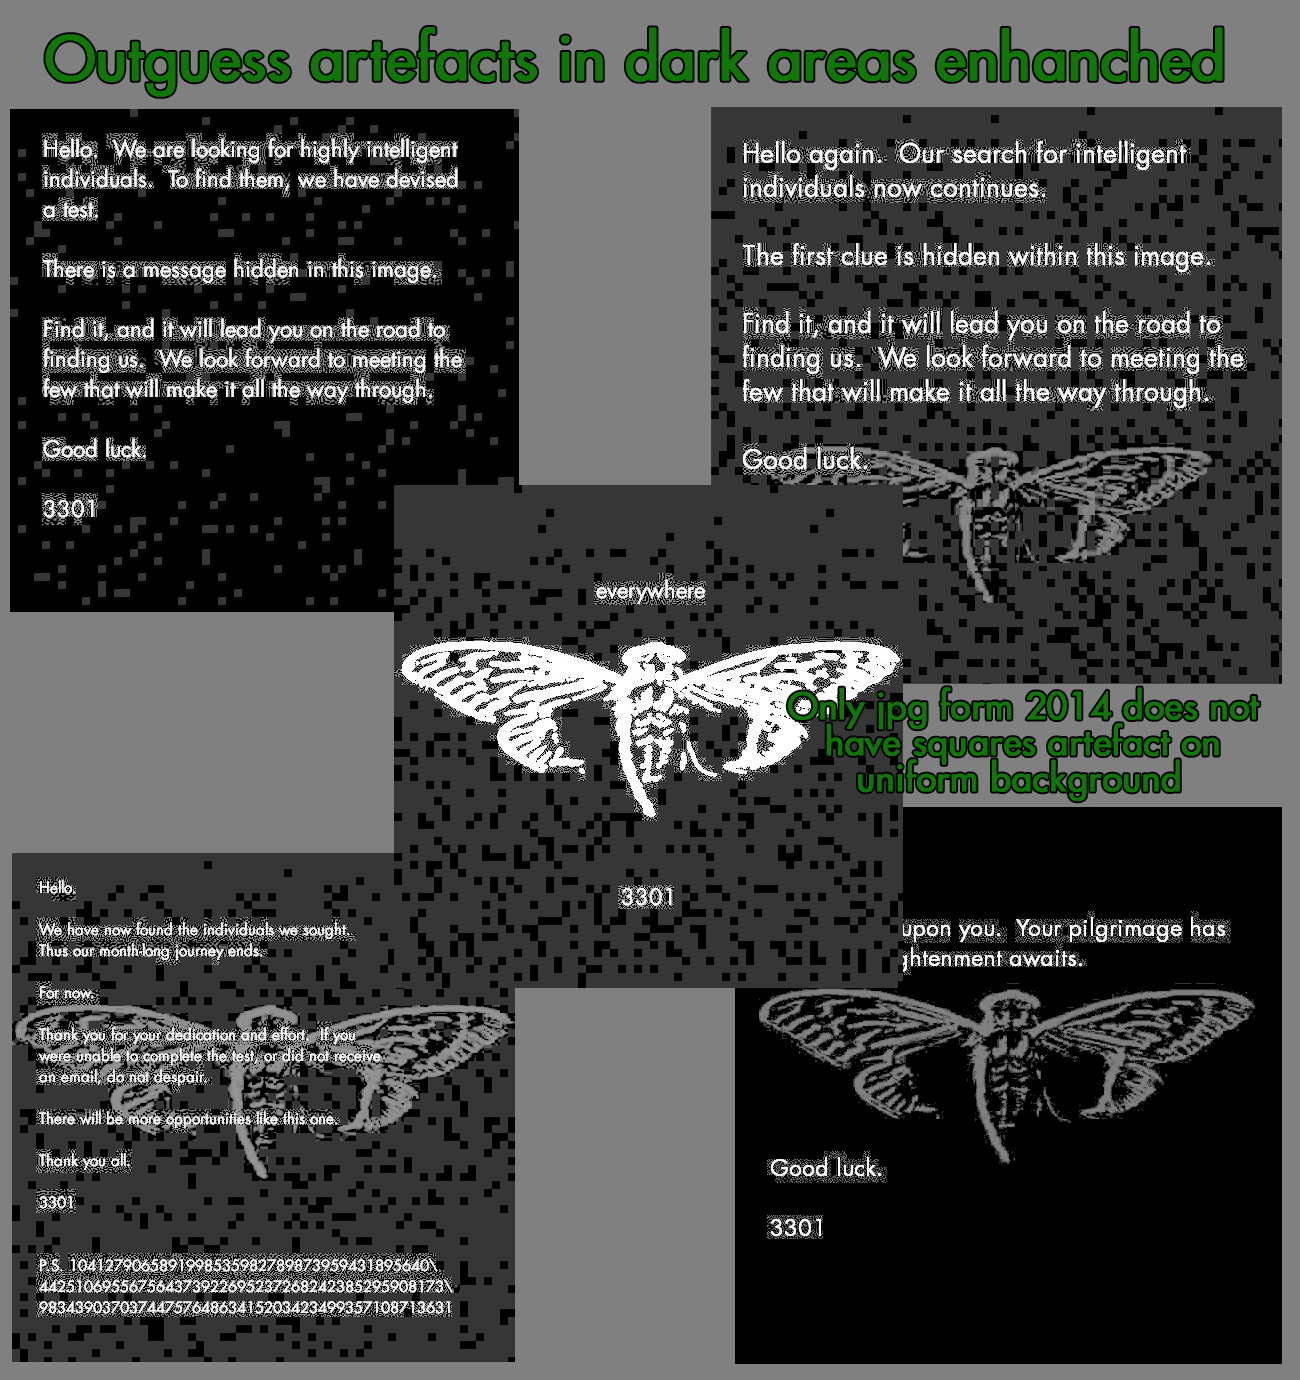 Outguess artefacts in dark areas enhanched
Hello.  We are looking for highly intelligent
individuals.  To find them, we have devised
a test.
There is a message hidden in this image.
Find it, and it will lead you on the road to
finding us.  We look forward to meeting the
few that will make it all the way through.
Good luck.
3301
Hello again.  Our search for intelligent
individuals now continues.
The first clue is hidden within this image.
Find it, and it will lead you on the road to
finding us.  We look forward to meeting the
few that will make it all the way through.
Good luck.
everywhere
3301
Only jpg form 2014 does not
have squares artefact on
uniform background
Hello.
We have now found the individuals we sought.
Thus our month-long journey ends.
For now.
Thank you for your dedication and effort.  If you
were unable to complete the test, or did not receive
an email, do not despair.
There will be more opportunities like this one.
Thank you all.
3301
P.S. 1041279065891998535982789873959431895640\
442510695567564373922695237268242385295908173\
9834390370374475764863415203423499357108713631
upon you.  Your pilgrimage has
ghtenment awaits.
Good luck.
3301